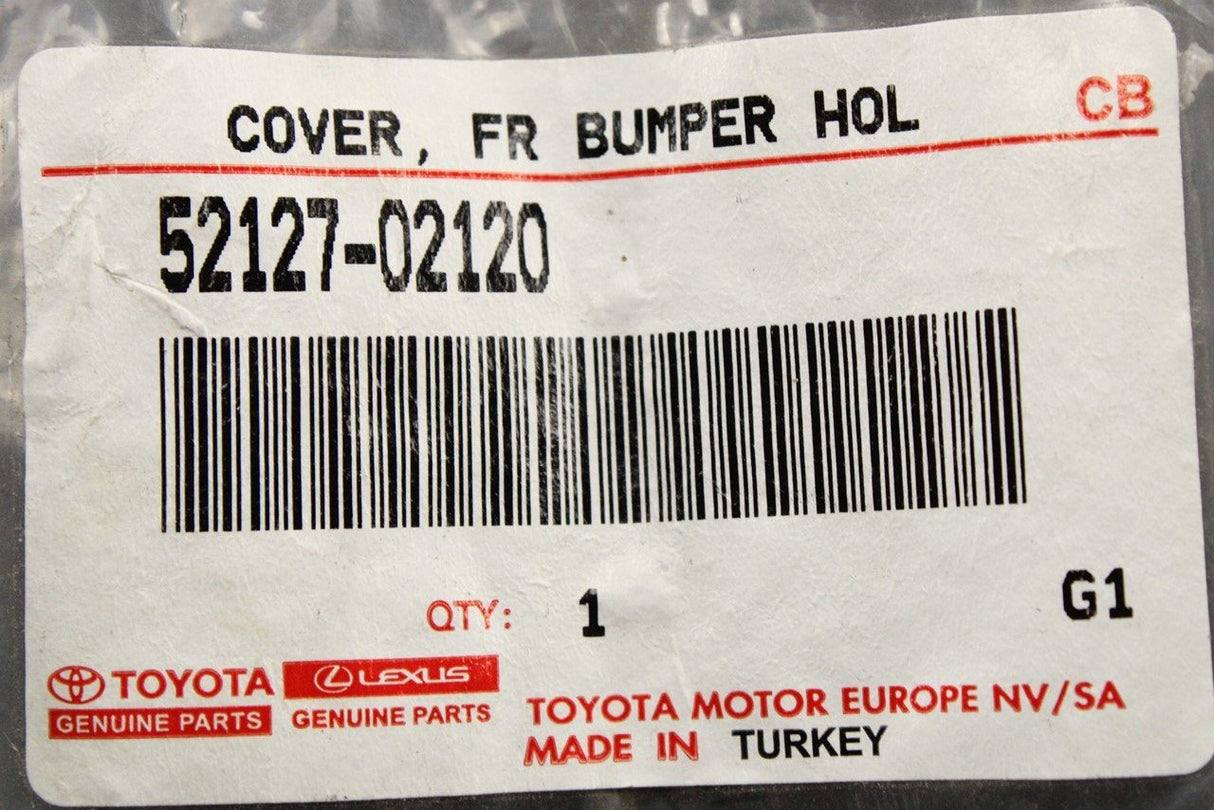 COVER, FR BUMPER HOL
CB
52127-02120
QTY: 1
G1
TOYOTA
GENUINE PARTS
LEXUS
GENUINE PARTS
TOYOTA MOTOR EUROPE NV/SA
MADE IN TURKEY